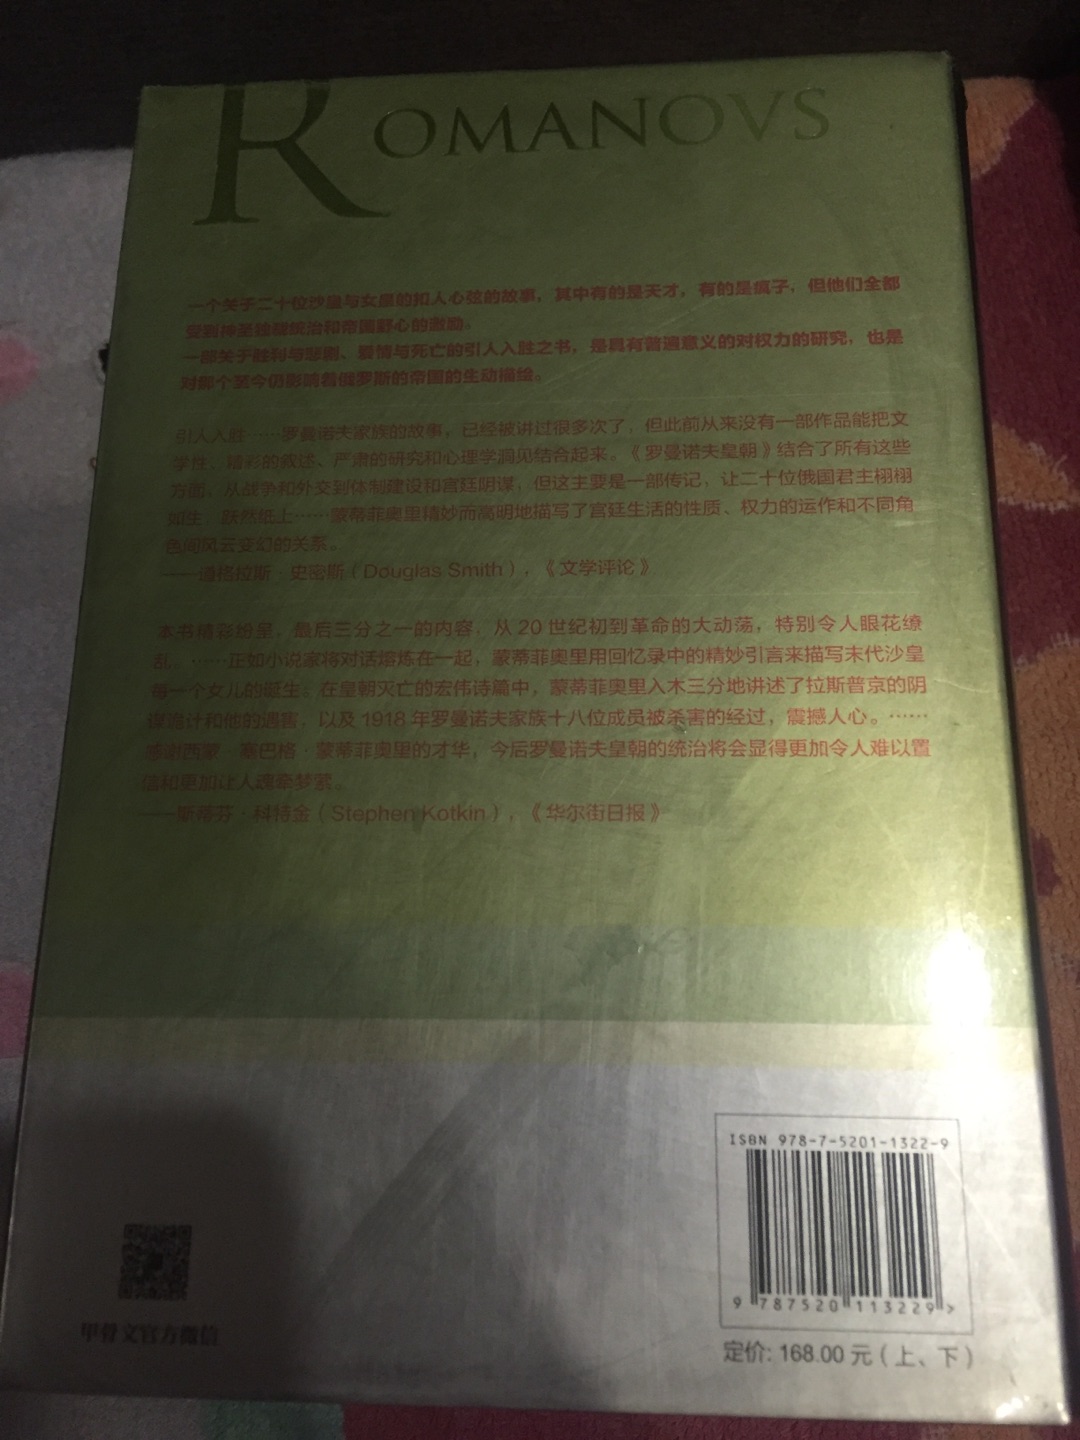 ROMANOVS
一个关于二十位沙皇与女皇的扣人心弦的故事，其中有的是天才，有的是疯子，但他们全都
受到神圣独裁统治和帝国野心的激励。
一部关于胜利与悲剧、爱情与死亡的引人入胜之书，是具有普遍意义的对权力的研究，也是
对那个至今仍影响着俄罗斯的帝国的生动描绘。
引人入胜……罗曼诺夫家族的故事，已经被讲过很多次了，但此前从来没有一部作品能把文
学性、精彩的叙述、严肃的研究和心理学洞见结合起来。《罗曼诺夫皇朝》结合了所有这些
方面，从战争和外交到体制建设和宫廷阴谋，但这主要是一部传记，让二十位俄国君主栩栩
如生，跃然纸上……蒙蒂菲奥里精妙而高明地描写了宫廷生活的性质、权力的运作和不同角
色间风云变幻的关系。
——道格拉斯·史密斯（Douglas Smith），《文学评论》
本书精彩纷呈，最后三分之一的内容，从 20 世纪初到革命的大动荡，特别令人眼花缭
乱。……正如小说家将对话熔炼在一起，蒙蒂菲奥里用回忆录中的精妙引言来描写末代沙皇
每一个女儿的诞生。在皇朝灭亡的宏伟诗篇中，蒙蒂菲奥里入木三分地讲述了拉斯普京的阴
谋诡计和他的遇害，以及 1918 年罗曼诺夫家族十八位成员被杀害的经过，震撼人心。……
感谢西蒙·塞巴格·蒙蒂菲奥里的才华，今后罗曼诺夫皇朝的统治将会显得更加令人难以置
信和更加让人魂牵梦萦。
——斯蒂芬·科特金（Stephen Kotkin），《华尔街日报》
ISBN 978-7-5201-1322-9
9 787520 113229 >
甲骨文官方微信
定价: 168.00 元（上、下）